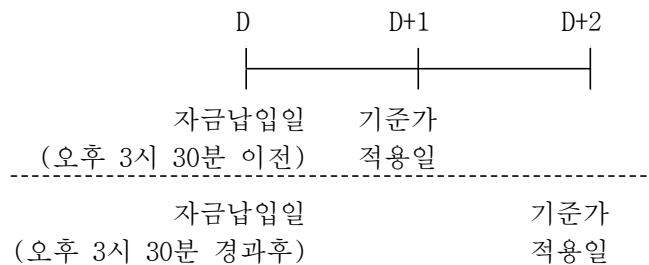 D D+1 D+2
자금납입일 기준가
(오후 3시 30분 이전) 적용일
자금납입일 기준가
(오후 3시 30분 경과후) 적용일